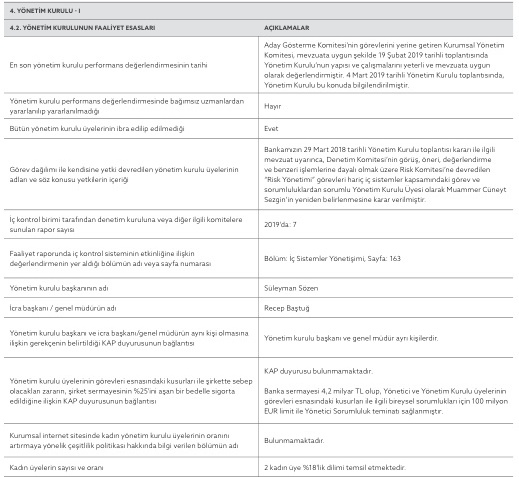 4. YÖNETİM KURULU - I
4.2. YÖNETİM KURULUNUN FAALİYET ESASLARI
AÇIKLAMALAR
En son yönetim kurulu performans değerlendirmesinin tarihi
Aday Gösterme Komitesi'nin görevlerini yerine getiren Kurumsal Yönetim
Komitesi, mevzuata uygun şekilde 19 Şubat 2019 tarihli toplantısında
Yönetim Kurulu'nun yapısı ve çalışmalarını yeterli ve mevzuata uygun
olarak değerlendirmiştir. 4 Mart 2019 tarihli Yönetim Kurulu toplantısında,
Yönetim Kurulu bu konuda bilgilendirilmiştir.
Yönetim kurulu performans değerlendirmesinde bağımsız uzmanlardan
yararlanılıp yararlanılmadığı
Hayır
Bütün yönetim kurulu üyelerinin ibra edilip edilmediği
Evet
Görev dağılımı ile kendisine yetki devredilen yönetim kurulu üyelerinin
adları ve söz konusu yetkilerin içeriği
Bankamızın 29 Mart 2018 tarihli Yönetim Kurulu toplantısı kararı ile ilgili
mevzuat uyarınca, Denetim Komitesi'nin görüş, öneri, değerlendirme
ve benzeri işlemlerine dayalı olmak üzere Risk Komitesi'ne devredilen
"Risk Yönetimi" görevleri hariç iç sistemler kapsamındaki görev ve
sorumluluklardan sorumlu Yönetim Kurulu Üyesi olarak Muammer Cüneyt
Sezgin'in yeniden belirlenmesine karar verilmiştir.
İç kontrol birimi tarafından denetim kuruluna veya diğer ilgili komitelere
sunulan rapor sayısı
2019'da: 7
Faaliyet raporunda iç kontrol sisteminin etkinliğine ilişkin
değerlendirmenin yer aldığı bölümün adı veya sayfa numarası
Bölüm: İç Sistemler Yönetişimi, Sayfa: 163
Yönetim kurulu başkanının adı
Süleyman Sözen
İcra başkanı / genel müdürün adı
Recep Baştuğ
Yönetim kurulu başkanı ve icra başkanı/genel müdürün aynı kişi olmasına
ilişkin gerekçenin belirtildiği KAP duyurusunun bağlantısı
Yönetim kurulu başkanı ve genel müdür ayrı kişilerdir.
Yönetim kurulu üyelerinin görevleri esnasındaki kusurları ile şirkette sebep
olacakları zararın, şirket sermayesinin %25'ini aşan bir bedelle sigorta
edildiğine ilişkin KAP duyurusunun bağlantısı
KAP duyurusu bulunmamaktadır.
Banka sermayesi 4,2 milyar TL olup, Yönetici ve Yönetim Kurulu üyelerinin
görevleri esnasındaki kusurları ile ilgili bireysel sorumlukları için 100 milyon
EUR limit ile Yönetici Sorumluluk teminatı sağlanmıştır.
Kurumsal internet sitesinde kadın yönetim kurulu üyelerinin oranını
artırmaya yönelik çeşitlilik politikası hakkında bilgi verilen bölümün adı
Bulunmamaktadır.
Kadın üyelerin sayısı ve oranı
2 kadın üye %18'lik dilimi temsil etmektedir.